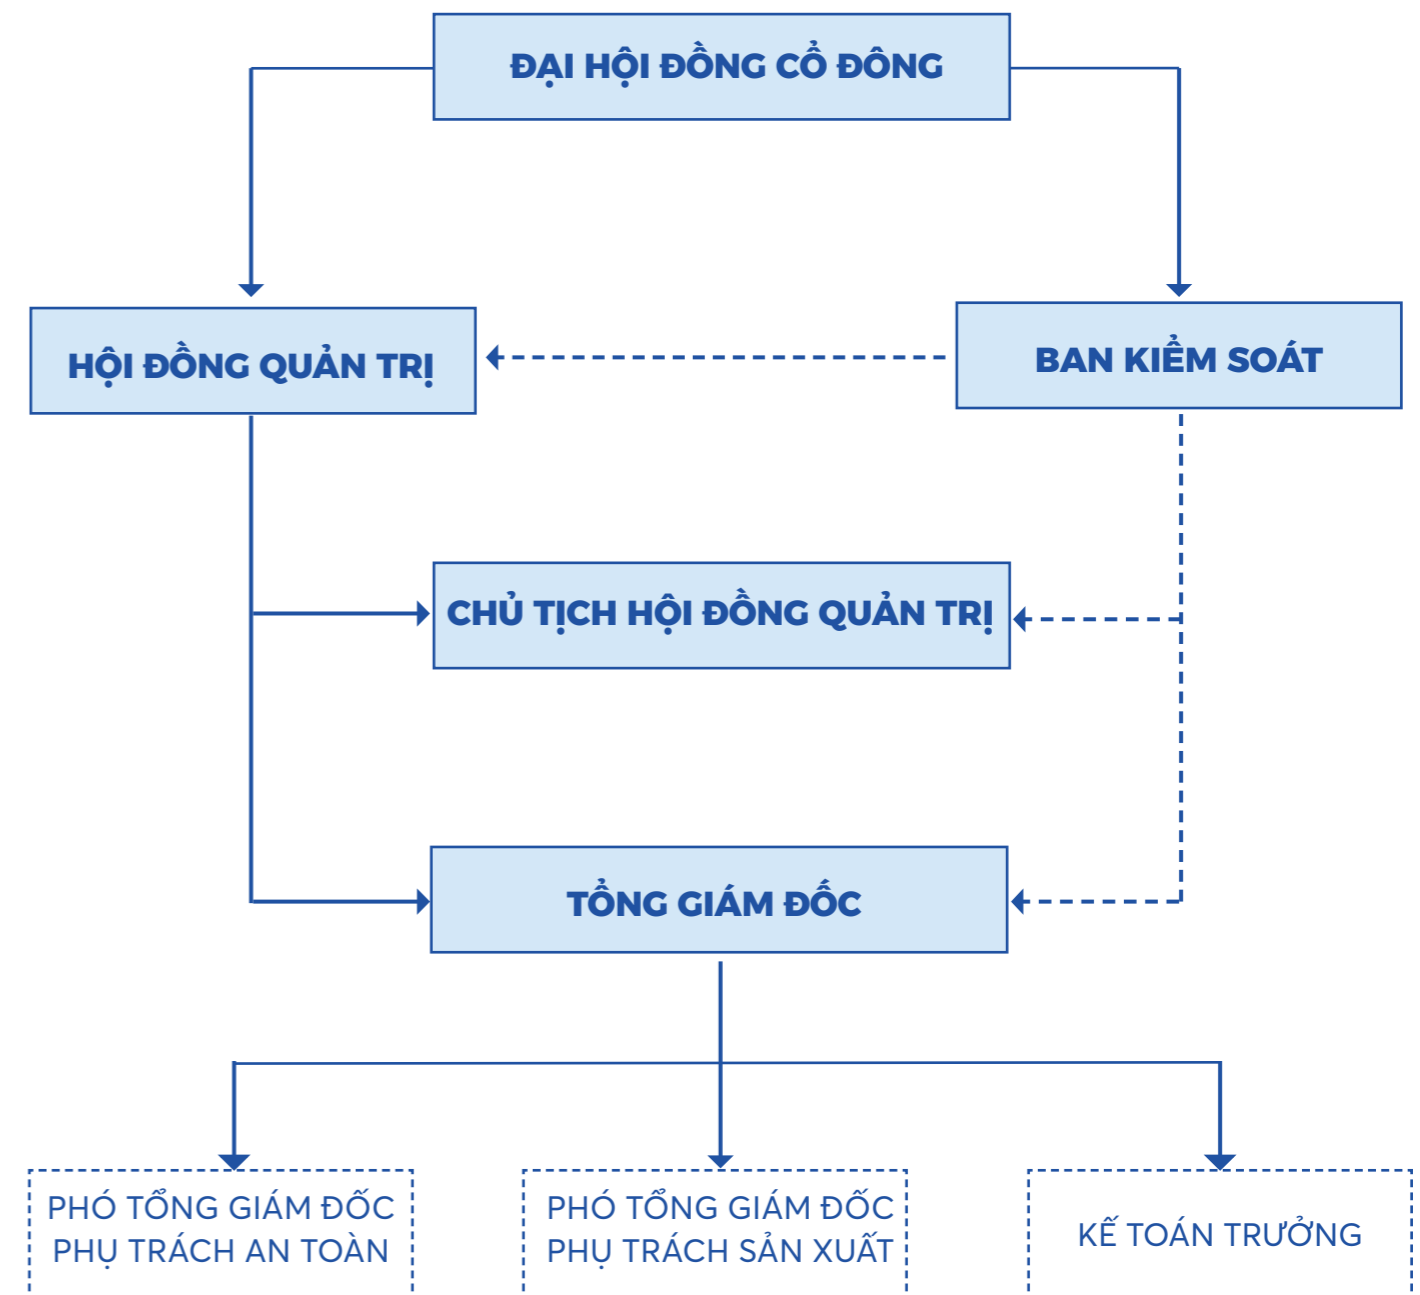 ĐẠI HỘI ĐỒNG CỔ ĐÔNG
HỘI ĐỒNG QUẢN TRỊ
BAN KIỂM SOÁT
CHỦ TỊCH HỘI ĐỒNG QUẢN TRỊ
TỔNG GIÁM ĐỐC
PHÓ TỔNG GIÁM ĐỐC
PHỤ TRÁCH AN TOÀN
PHÓ TỔNG GIÁM ĐỐC
PHỤ TRÁCH SẢN XUẤT
KẾ TOÁN TRƯỞNG